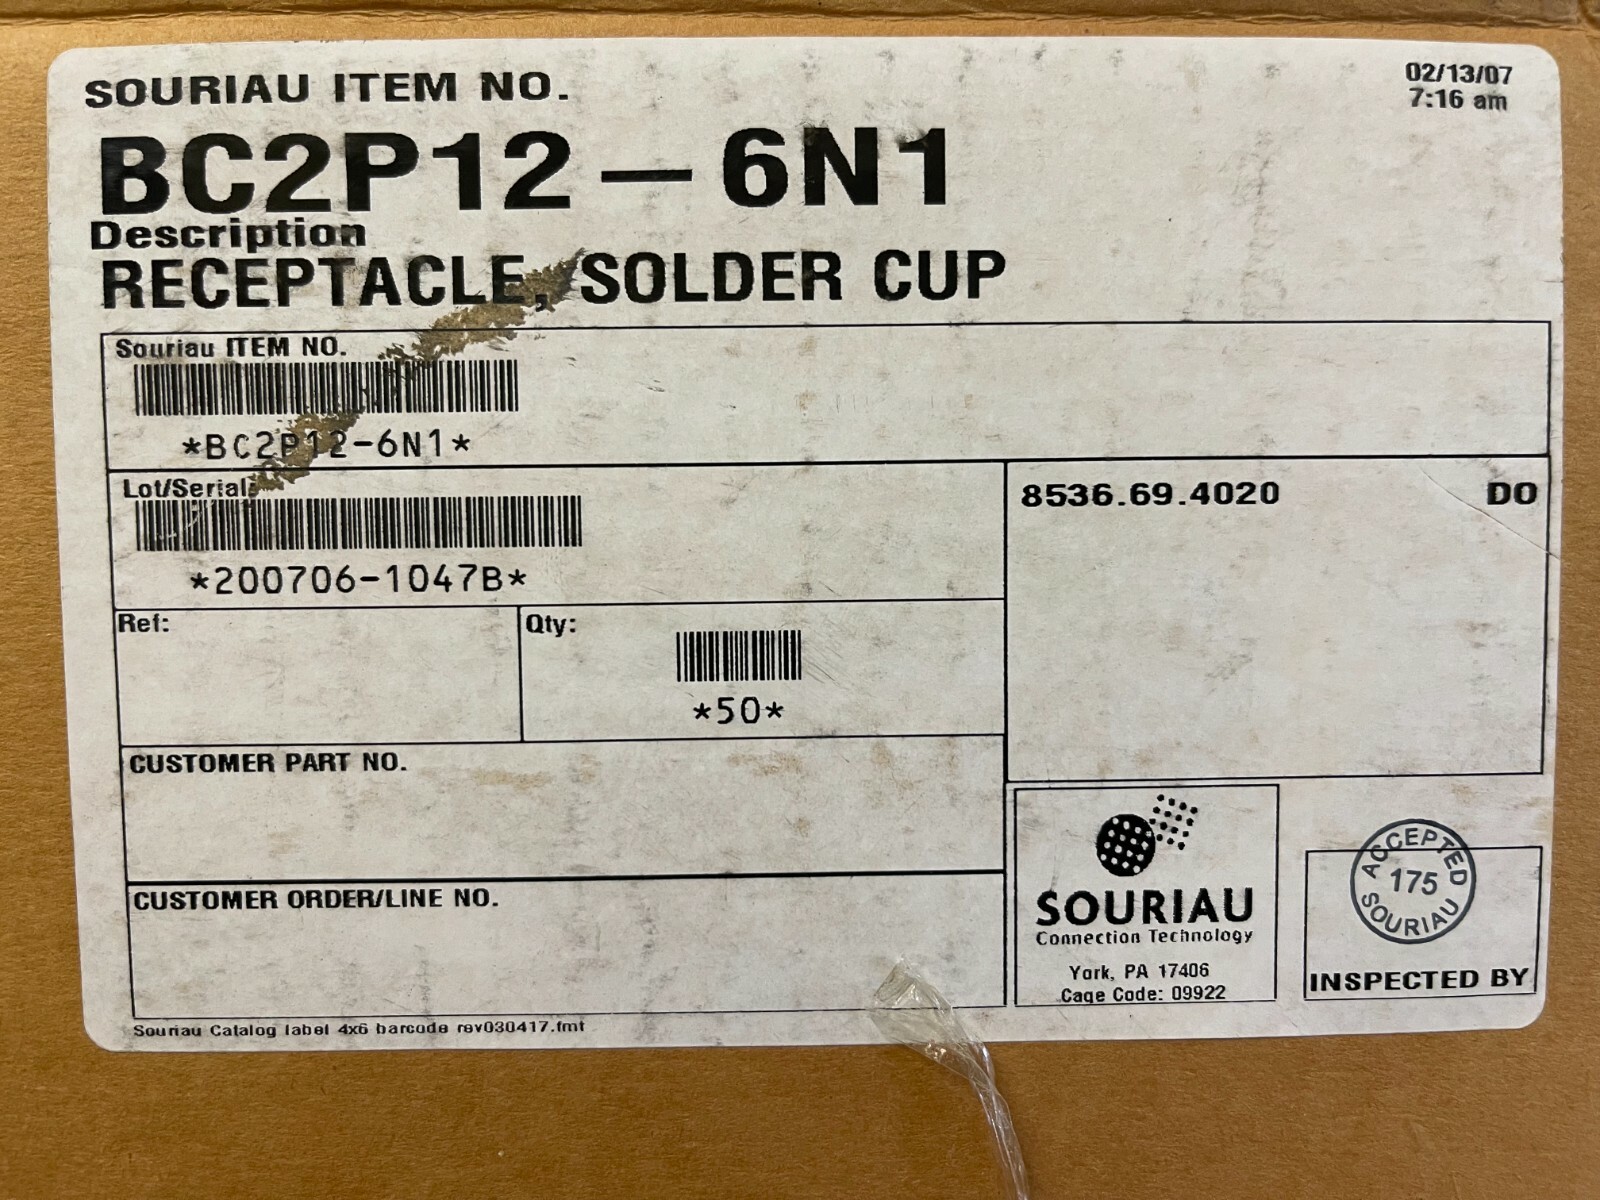 SOURIAU ITEM NO.
02/13/07
7:16 am
BC2P12-6N1
Description
RECEPTACLE, SOLDER CUP
Souriau ITEM NO.
*BC2P12-6N1*
Lot/Serial:
*200706-1047B*
8536.69.4020 DO
Ref:
Qty:
*50*
CUSTOMER PART NO.
CUSTOMER ORDER/LINE NO.
SOURIAU
Connection Technology
York, PA 17406
Cage Code: 09922
ACCEPTED
175
SOURIAU
INSPECTED BY
Souriau Catalog label 4x6 barcode rev030417.fmt